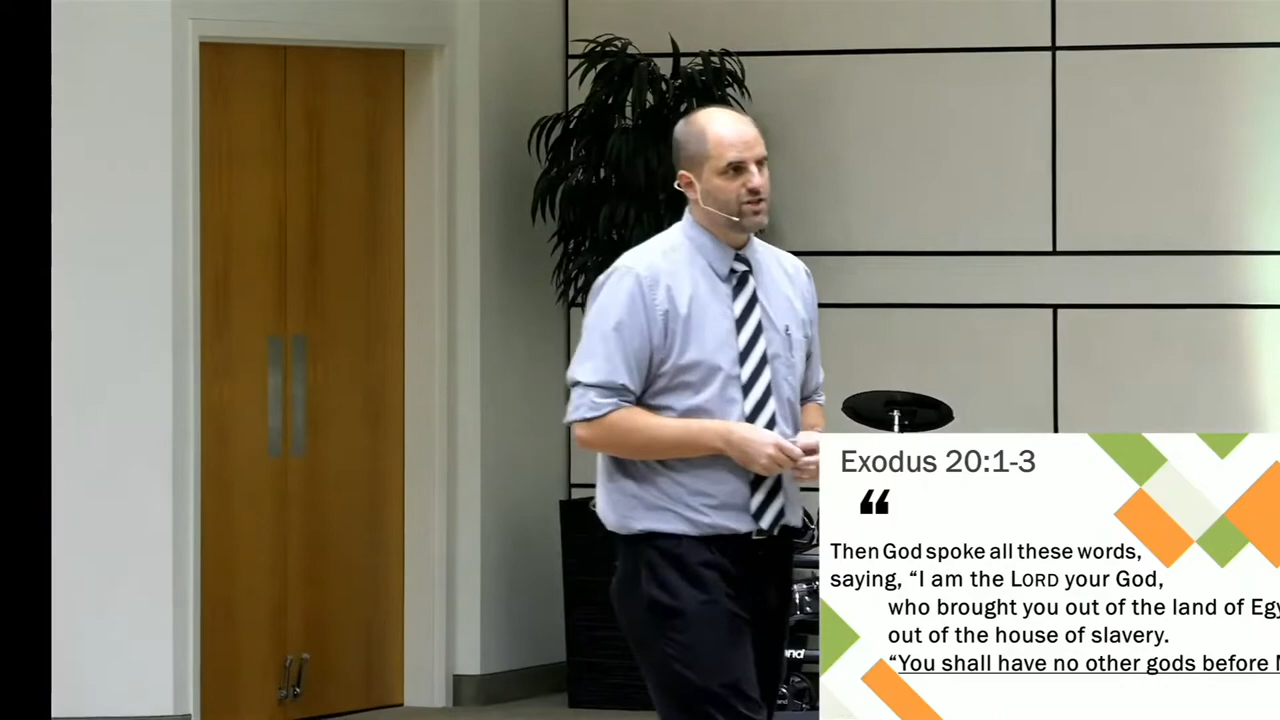 Exodus 20:1-3
“
Then God spoke all these words,
saying, “I am the LORD your God,
who brought you out of the land of
out of the house of slavery.
“You shall have no other gods before